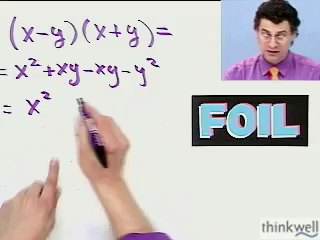 (x-y)(x+y)=
= x² + xy - xy - y²
= x²
FOIL
thinkwell